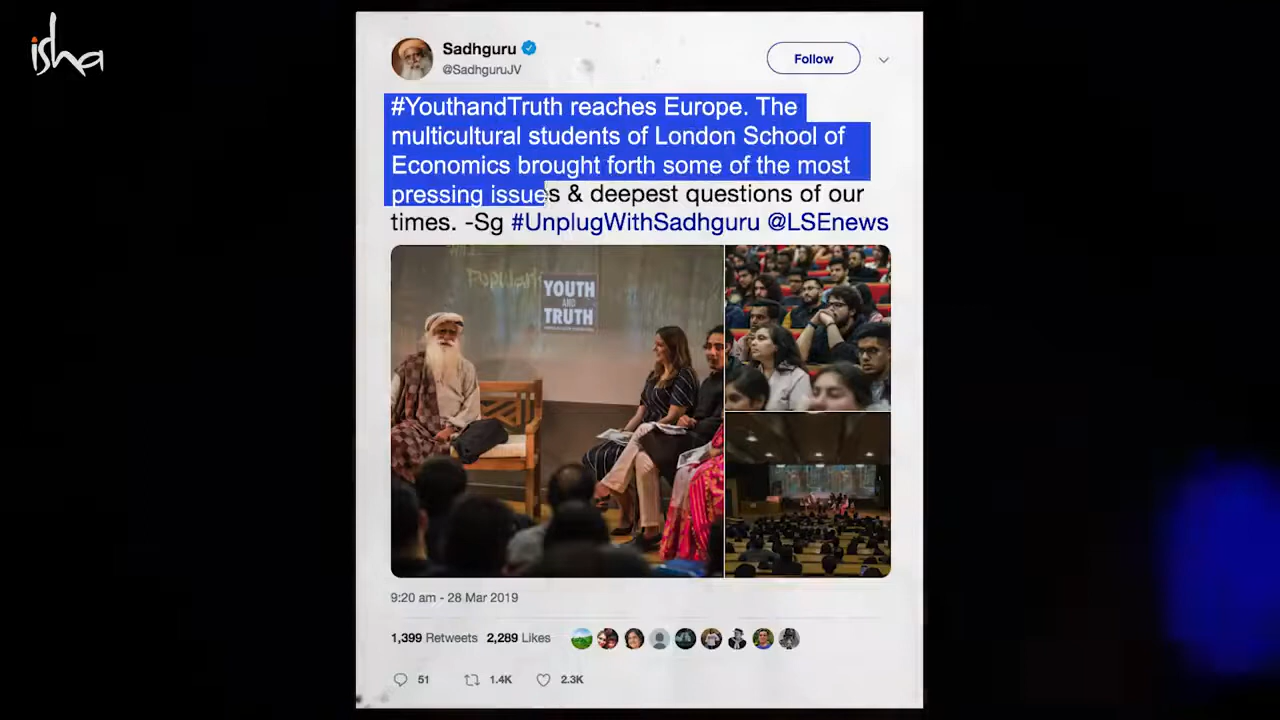 isha
Sadhguru
@SadhguruJV
Follow
#YouthandTruth reaches Europe. The
multicultural students of London School of
Economics brought forth some of the most
pressing issues & deepest questions of our
times. -Sg #UnplugWithSadhguru @LSEnews
YOUTH
AND
TRUTH
9:20 am - 28 Mar 2019
1,399 Retweets 2,289 Likes
51 1.4K 2.3K